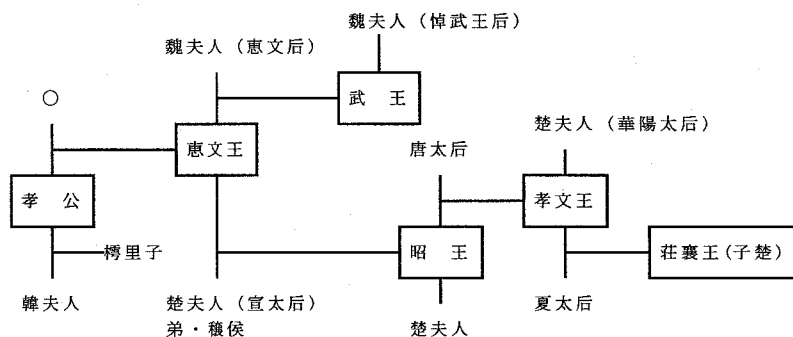 魏夫人(悼武王后)
魏夫人(恵文后)
武 王
○
楚夫人(華陽太后)
恵文王
唐太后
孝 公
孝文王
樗里子
昭 王
荘襄王(子楚)
韓夫人
楚夫人(宣太后)
弟・穣侯
楚夫人
夏太后